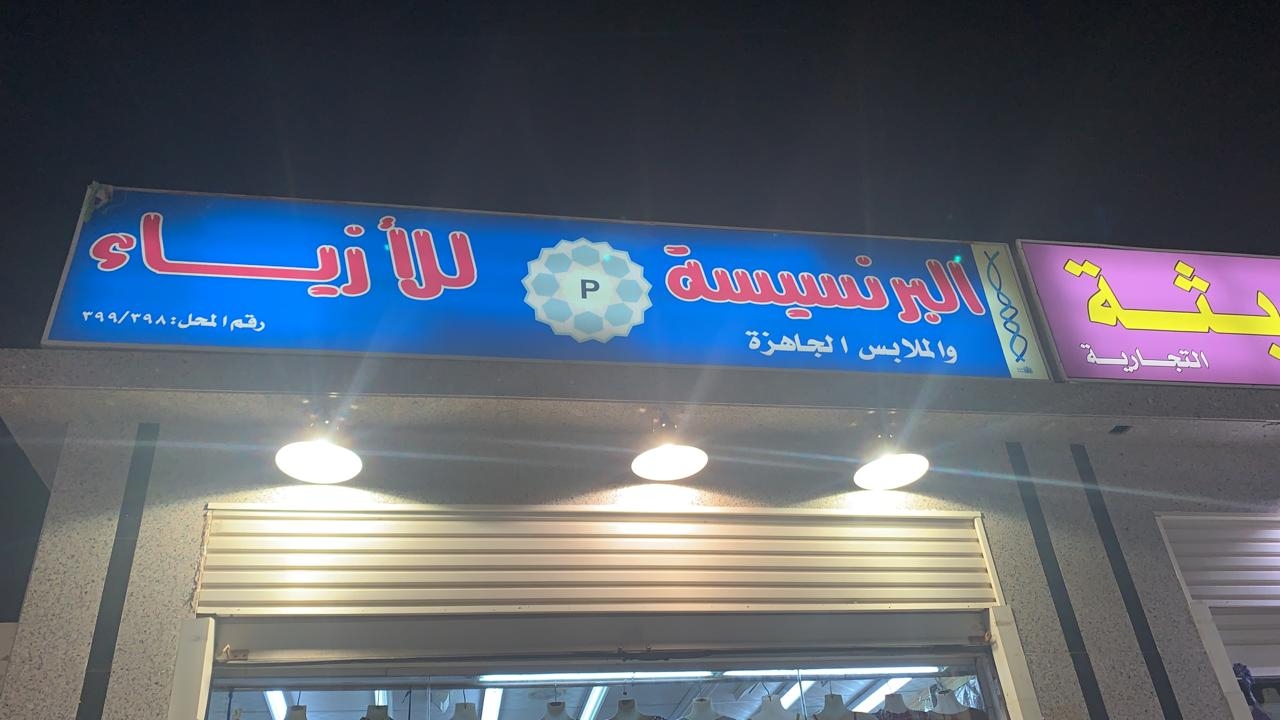 البرنسيسة P للأزياء
والملابس الجاهزة
رقم المحل: ٣٩٩/٣٩٨
التجارية